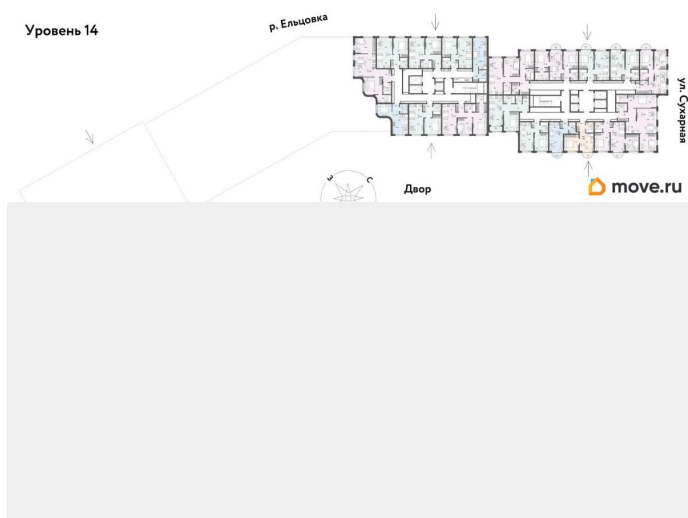 Уровень 14
р. Ельцовка
ул. Сухарная
З
С
Двор
move.ru